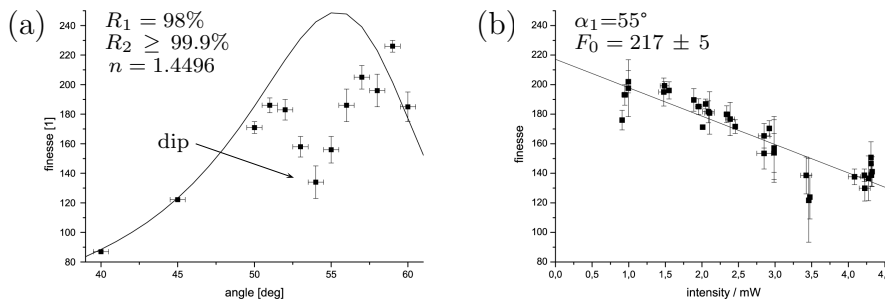 (a)
R₁ = 98%
R₂ ≥ 99.9%
n = 1.4496
dip
finesse [1]
240
220
200
180
160
140
120
100
80
40
45
50
55
60
angle [deg]
(b)
α₁=55°
F₀ = 217 ± 5
finesse
240
220
200
180
160
140
120
100
80
0,0
0,5
1,0
1,5
2,0
2,5
3,0
3,5
4,0
4,5
intensity / mW